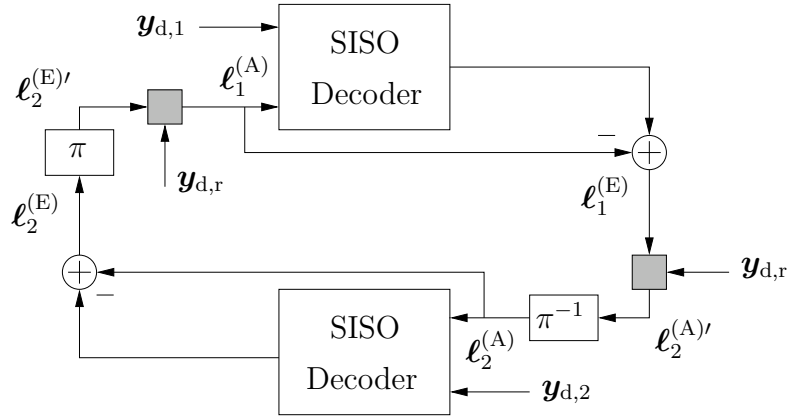 y_{d,1}
SISO
Decoder
ℓ_2^{(E)′}
ℓ_1^{(A)}
π
−
+
y_{d,r}
ℓ_2^{(E)}
ℓ_1^{(E)}
+
−
y_{d,r}
SISO
Decoder
π^{−1}
ℓ_2^{(A)}
ℓ_2^{(A)′}
y_{d,2}